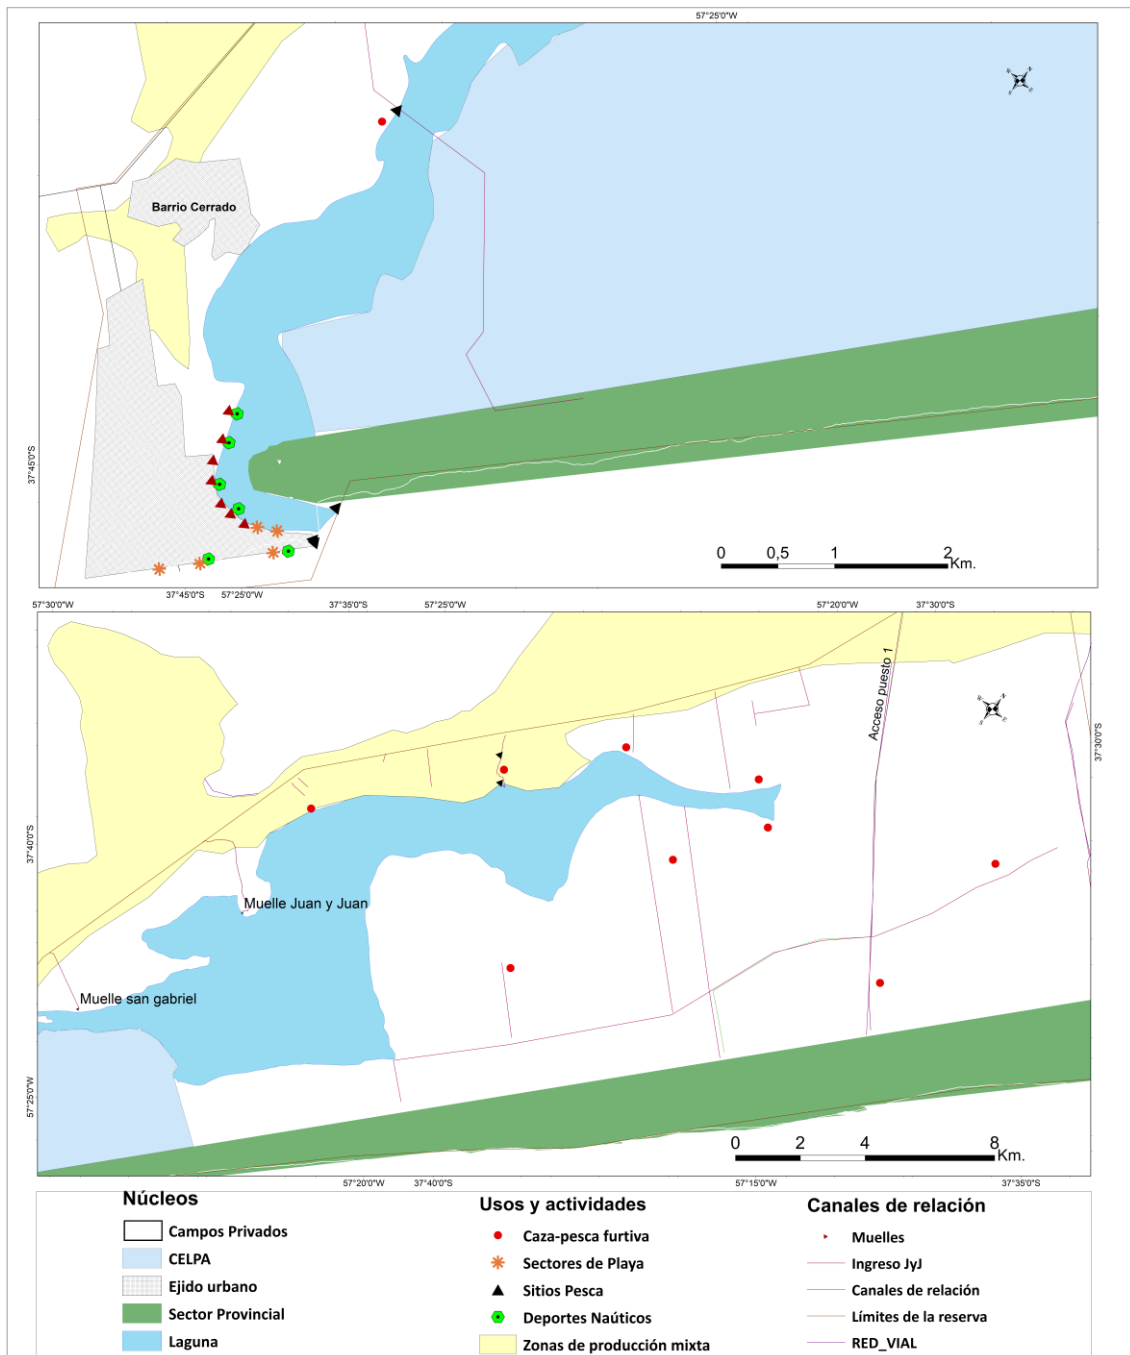 57°25'0"W
N
W
E
S
Barrio Cerrado
37°45'0"S
0 0,5 1 2
Km.
37°45'0"S 57°25'0"W
57°30'0"W 37°35'0"S 57°25'0"W 57°20'0"W 37°30'0"S
Acceso puesto 1
N
W
E
S
37°30'0"S
37°40'0"S
Muelle Juan y Juan
Muelle san gabriel
57°25'0"W
0 2 4 8
Km.
57°20'0"W 37°40'0"S 57°15'0"W 37°35'0"S
Núcleos
Campos Privados
CELPA
Ejido urbano
Sector Provincial
Laguna
Usos y actividades
Caza-pesca furtiva
Sectores de Playa
Sitios Pesca
Deportes Naúticos
Zonas de producción mixta
Canales de relación
Muelles
Ingreso JyJ
Canales de relación
Límites de la reserva
RED_VIAL